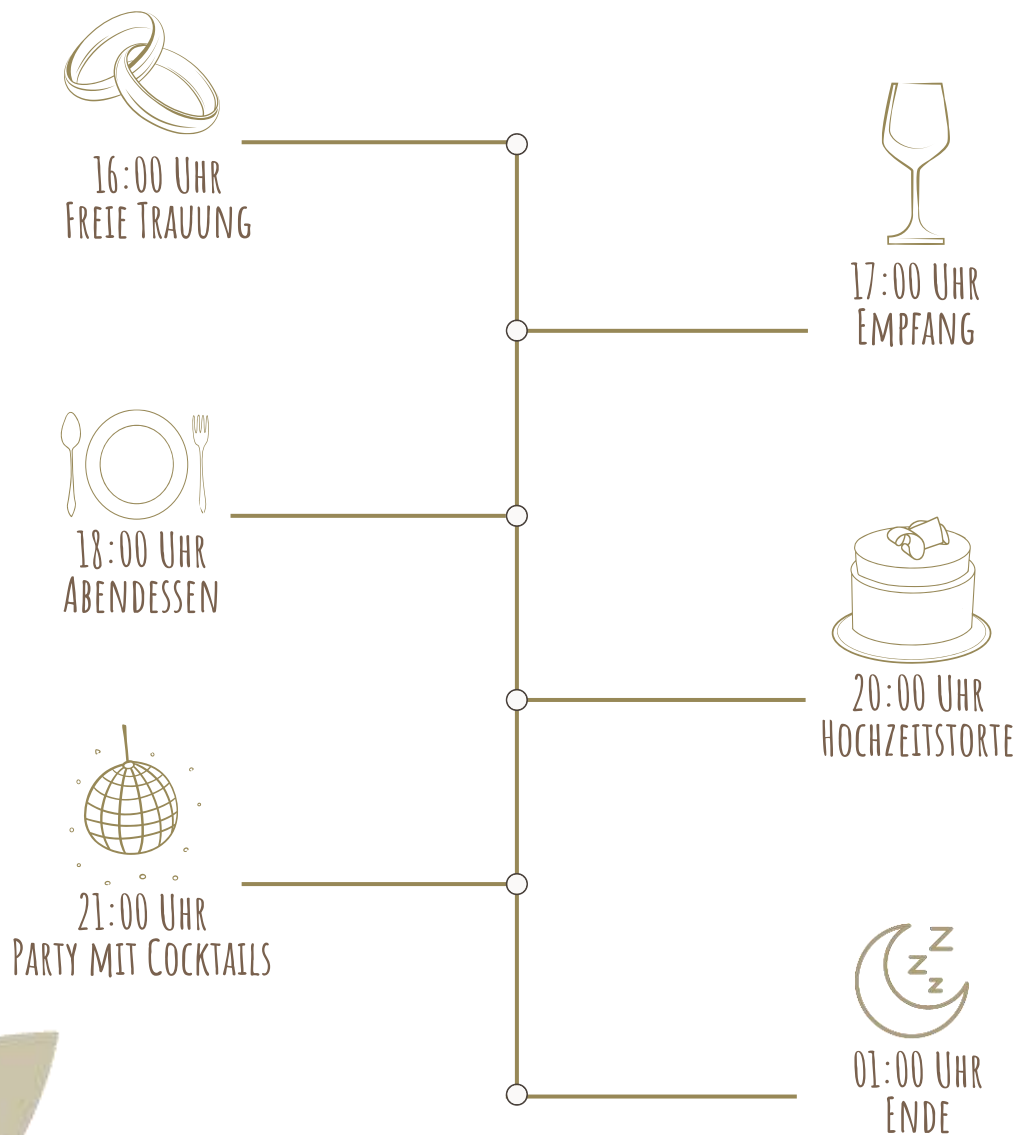 16:00 Uhr
Freie Trauung
17:00 Uhr
Empfang
18:00 Uhr
Abendessen
20:00 Uhr
Hochzeitstorte
21:00 Uhr
Party mit Cocktails
Z
Z
Z
01:00 Uhr
Ende